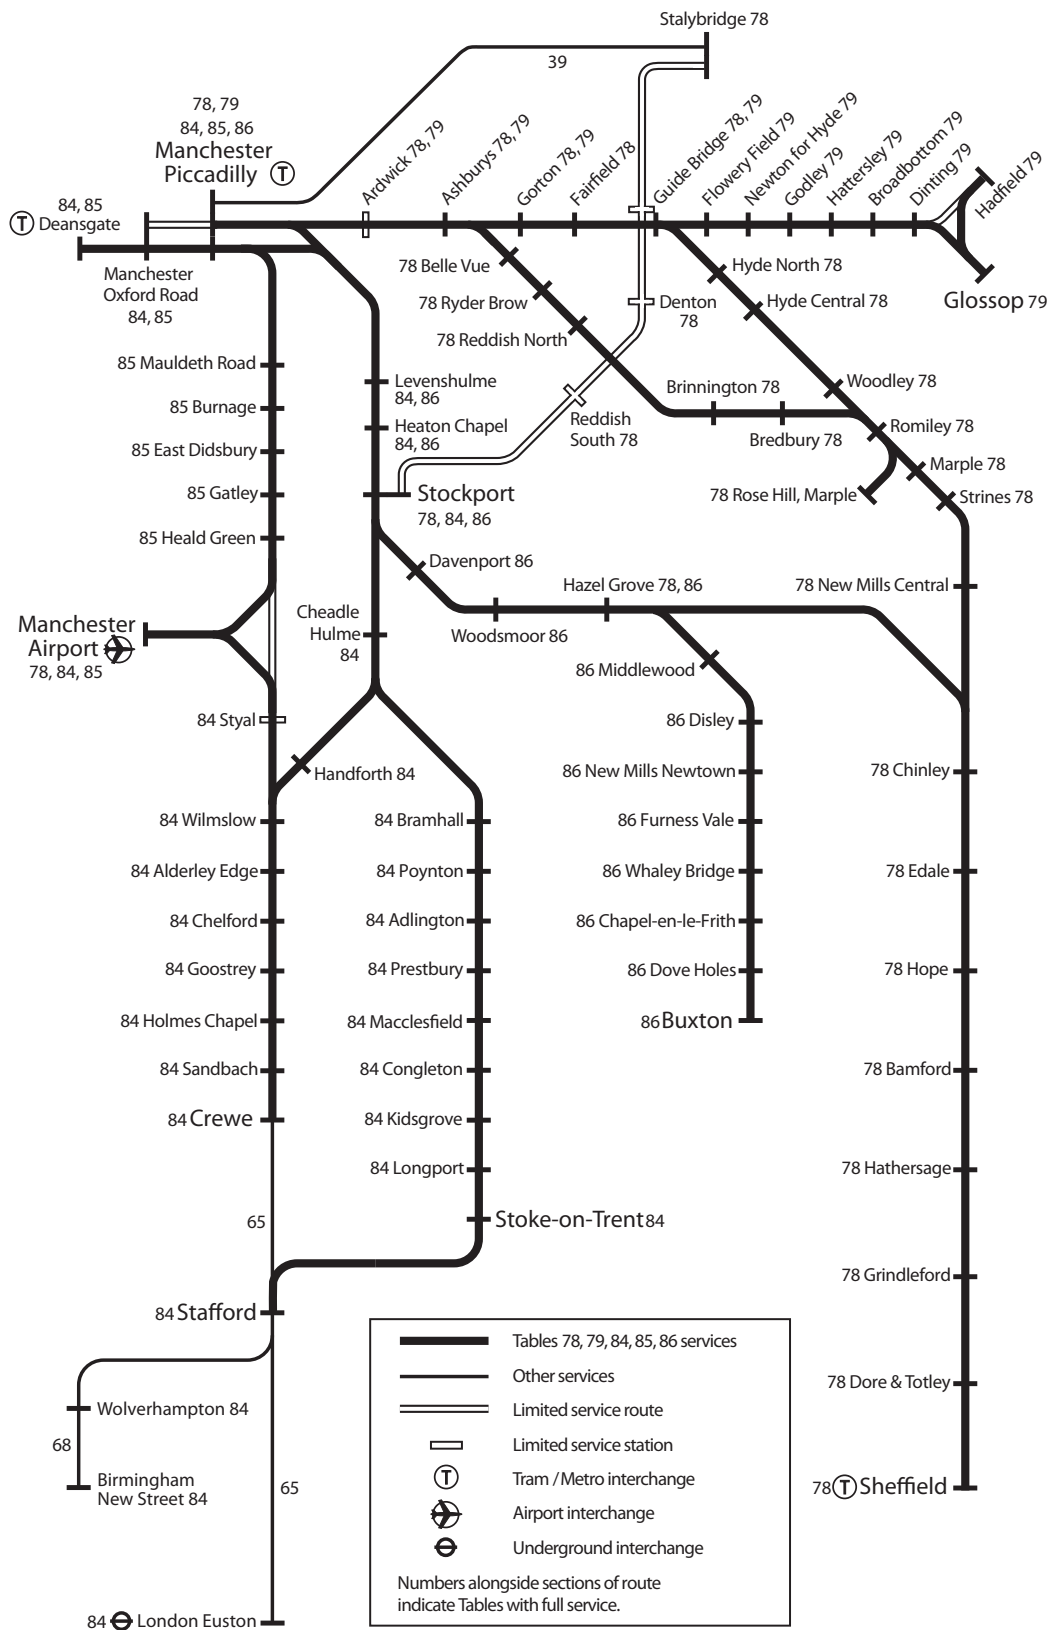 Stalybridge 78
39
78, 79
84, 85, 86
Manchester
Piccadilly T
Ardwick 78, 79
Ashburys 78, 79
Gorton 78, 79
Fairfield 78
Guide Bridge 78, 79
Flowery Field 79
Newton for Hyde 79
Godley 79
Hattersley 79
Broadbottom 79
Dinting 79
Hadfield 79
84, 85
T Deansgate
Manchester
Oxford Road
84, 85
78 Belle Vue
78 Ryder Brow
78 Reddish North
Hyde North 78
Hyde Central 78
Glossop 79
Denton
78
85 Mauldeth Road
Levenshulme
84, 86
Brinnington 78
Woodley 78
85 Burnage
Heaton Chapel
84, 86
Reddish
South 78
Bredbury 78
Romiley 78
85 East Didsbury
Marple 78
85 Gatley
Stockport
78, 84, 86
78 Rose Hill, Marple
Strines 78
85 Heald Green
Davenport 86
Hazel Grove 78, 86
78 New Mills Central
Manchester
Airport
78, 84, 85
Cheadle
Hulme
84
Woodsmoor 86
86 Middlewood
84 Styal
86 Disley
Handforth 84
86 New Mills Newtown
78 Chinley
84 Wilmslow
84 Bramhall
86 Furness Vale
84 Alderley Edge
84 Poynton
86 Whaley Bridge
78 Edale
84 Chelford
84 Adlington
86 Chapel-en-le-Frith
84 Goostrey
84 Prestbury
86 Dove Holes
78 Hope
84 Holmes Chapel
84 Macclesfield
86 Buxton
84 Sandbach
84 Congleton
78 Bamford
84 Crewe
84 Kidsgrove
84 Longport
78 Hathersage
65
Stoke-on-Trent 84
78 Grindleford
84 Stafford
78 Dore & Totley
Wolverhampton 84
68
Birmingham
New Street 84
65
78 T Sheffield
84 London Euston
Tables 78, 79, 84, 85, 86 services
Other services
Limited service route
Limited service station
T Tram / Metro interchange
Airport interchange
Underground interchange
Numbers alongside sections of route
indicate Tables with full service.